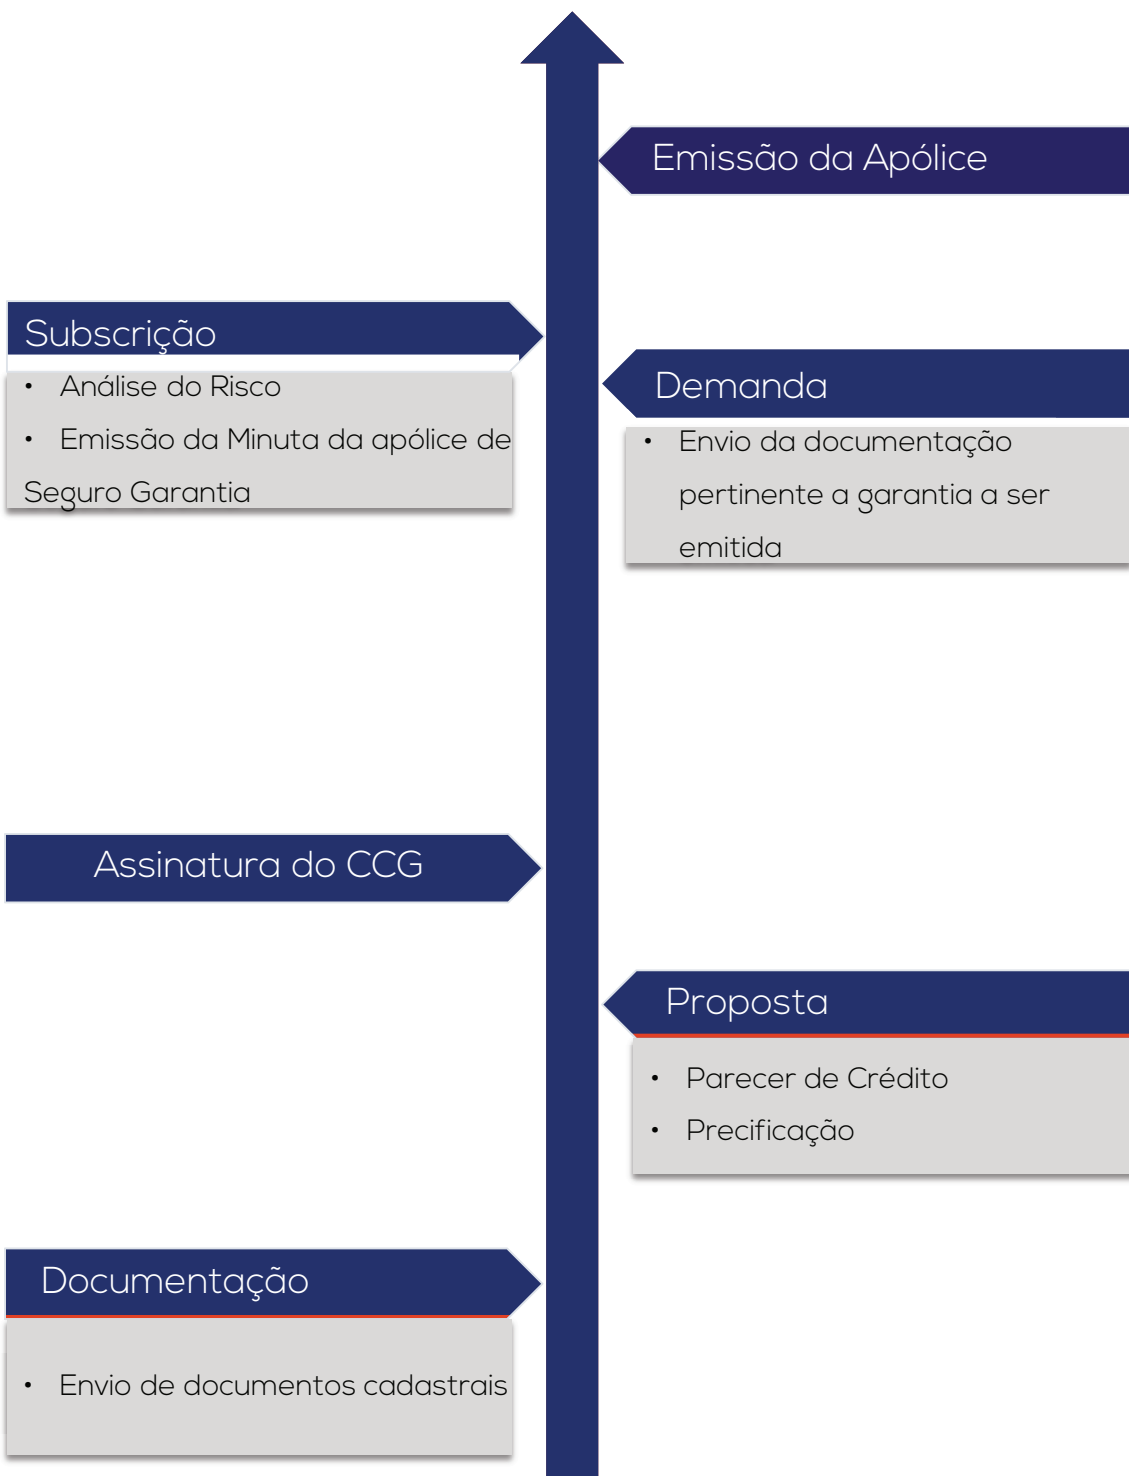 Emissão da Apólice
Subscrição
• Análise do Risco
• Emissão da Minuta da apólice de
Seguro Garantia
Demanda
• Envio da documentação
pertinente a garantia a ser
emitida
Assinatura do CCG
Proposta
• Parecer de Crédito
• Precificação
Documentação
• Envio de documentos cadastrais